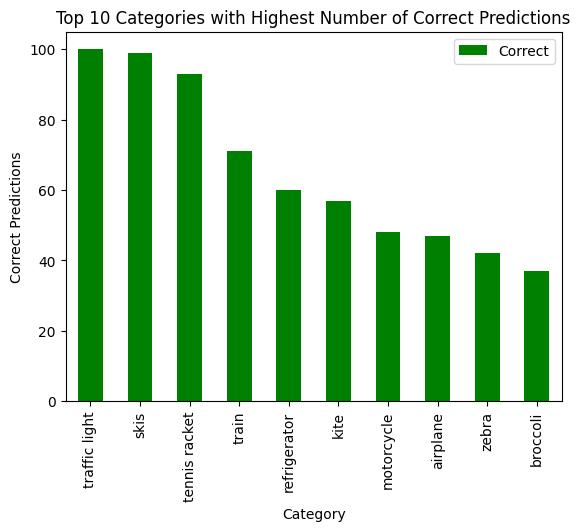 Top 10 Categories with Highest Number of Correct Predictions
Correct
100
80
60
40
20
0
Correct Predictions
traffic light
skis
tennis racket
train
refrigerator
kite
motorcycle
airplane
zebra
broccoli
Category